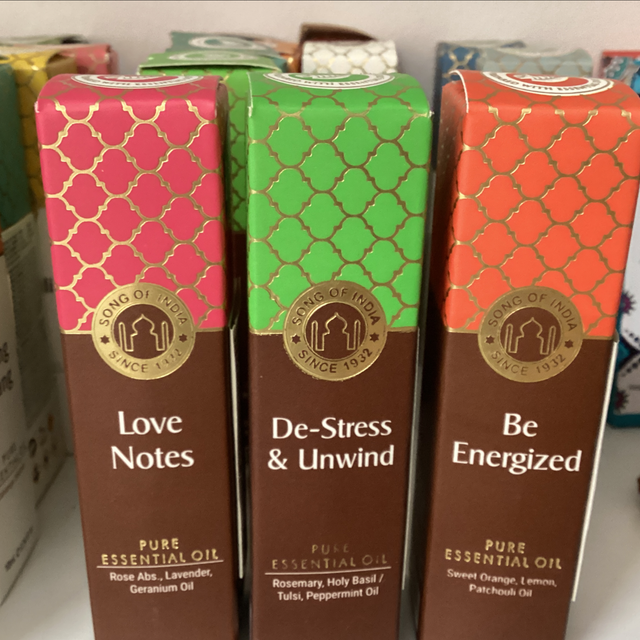 SONG OF INDIA
SINCE 1932
Love
Notes
PURE
ESSENTIAL OIL
Rose Abs., Lavender,
Geranium Oil
SONG OF INDIA
SINCE 1932
De-Stress
& Unwind
PURE
ESSENTIAL OIL
Rosemary, Holy Basil /
Tulsi, Peppermint Oil
SONG OF INDIA
SINCE 1932
Be
Energized
PURE
ESSENTIAL OIL
Sweet Orange, Lemon,
Patchouli Oil